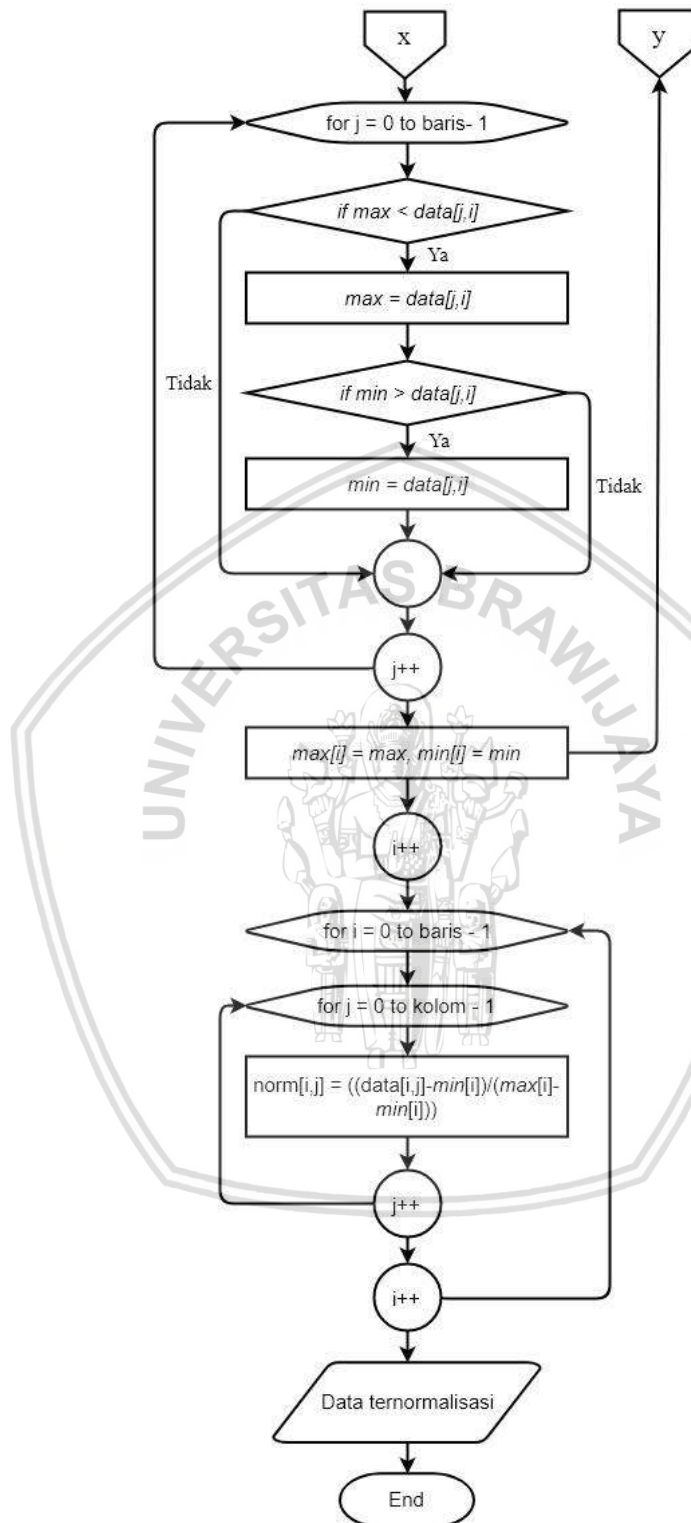 x
y
for j = 0 to baris- 1
if max < data[j,i]
Ya
max = data[j,i]
Tidak
if min > data[j,i]
Ya
min = data[j,i]
Tidak
UNIVERSITAS BRAWIJAYA
j++
max[i] = max, min[i] = min
i++
for i = 0 to baris - 1
for j = 0 to kolom - 1
norm[i,j] = ((data[i,j]-min[i])/(max[i]-
min[i]))
j++
i++
Data ternormalisasi
End